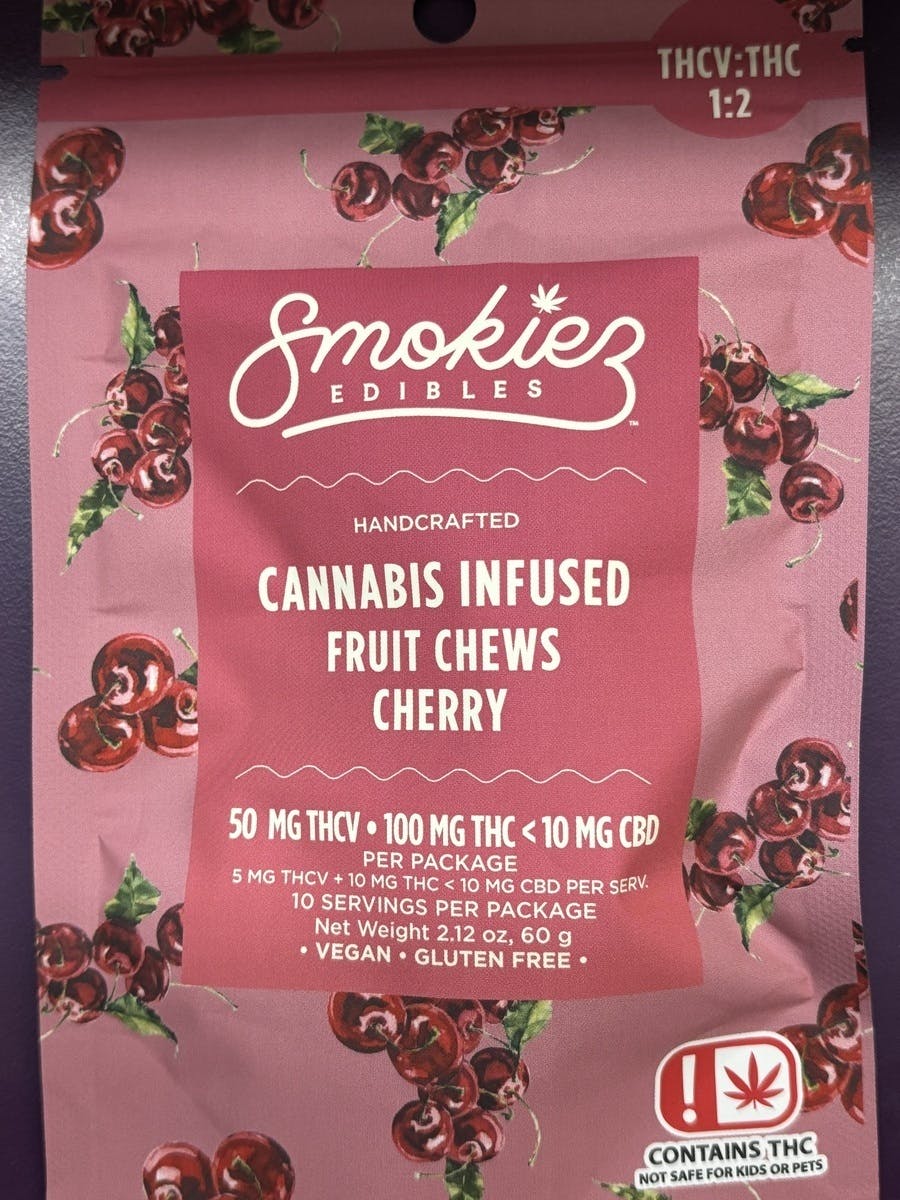 THCV:THC
1:2
Smokiez
EDIBLES
™
HANDCRAFTED
CANNABIS INFUSED
FRUIT CHEWS
CHERRY
50 MG THCV • 100 MG THC < 10 MG CBD
PER PACKAGE
5 MG THCV + 10 MG THC < 10 MG CBD PER SERV.
10 SERVINGS PER PACKAGE
Net Weight 2.12 oz, 60 g
• VEGAN • GLUTEN FREE •
!
CONTAINS THC
NOT SAFE FOR KIDS OR PETS